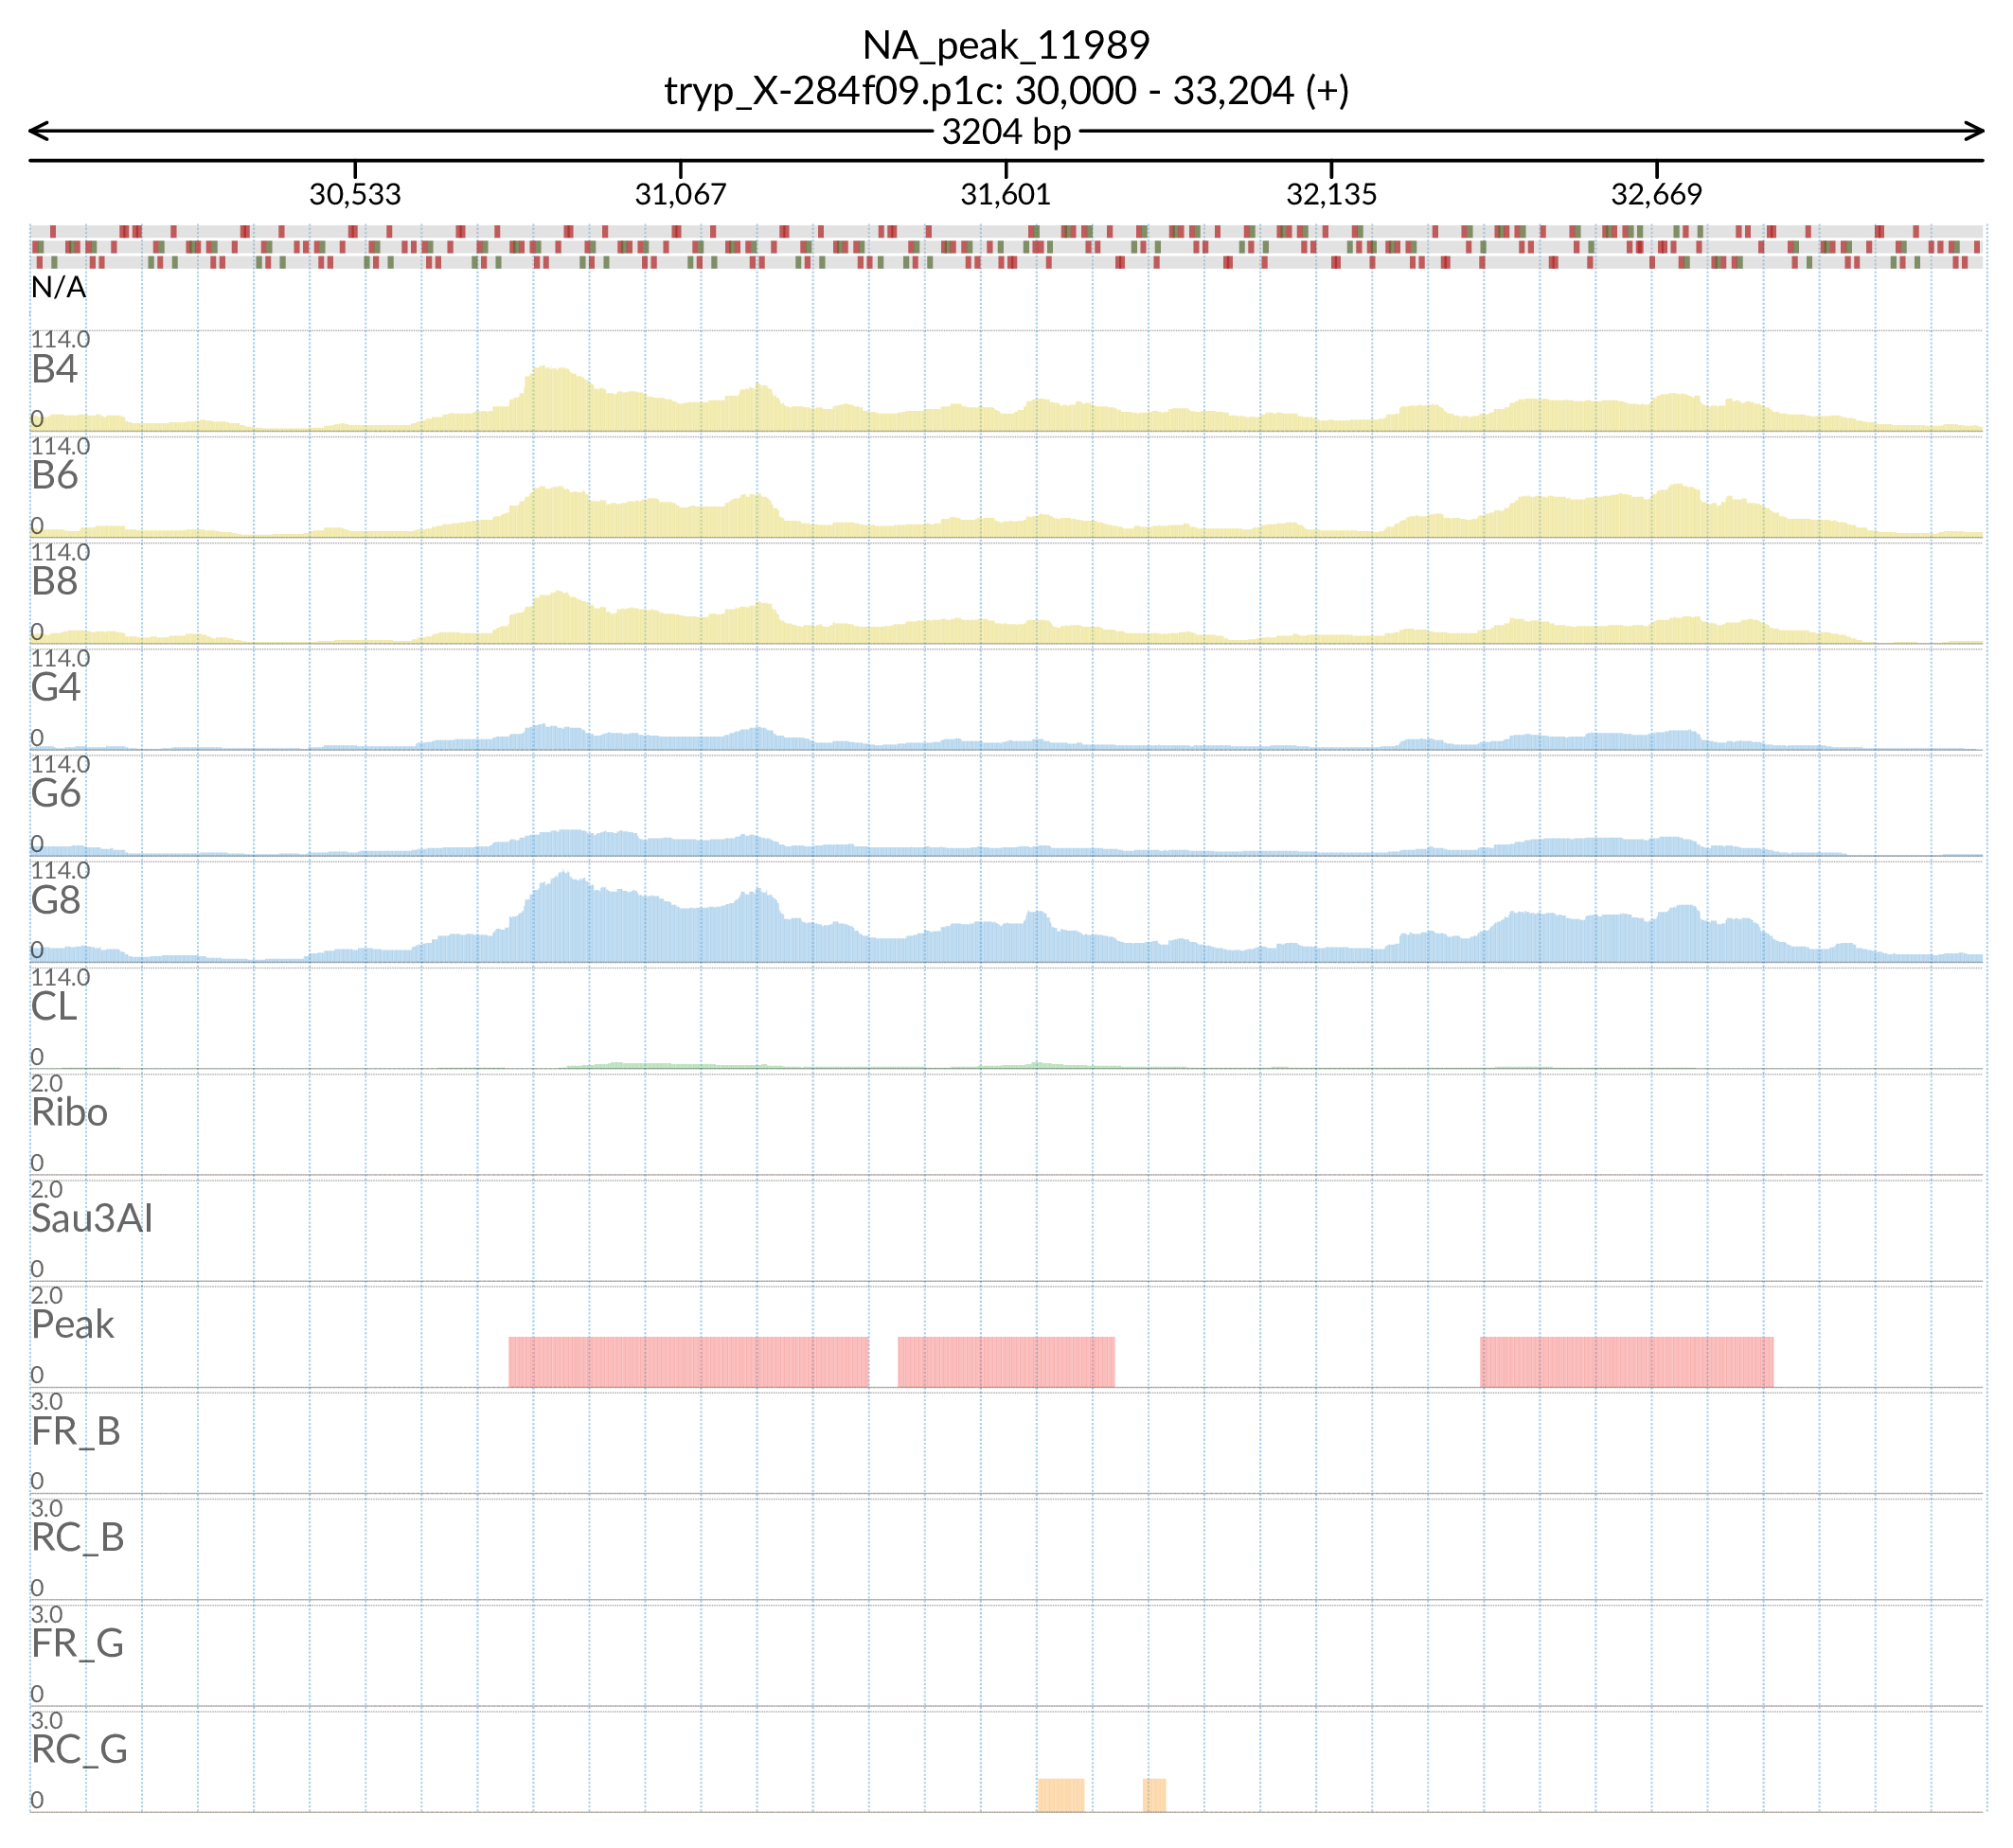 NA_peak_11989
tryp_X-284f09.p1c: 30,000 - 33,204 (+)
3204 bp
30,533 31,067 31,601 32,135 32,669
N/A
114.0
B4
0
114.0
B6
0
114.0
B8
0
114.0
G4
0
114.0
G6
0
114.0
G8
0
114.0
CL
0
2.0
Ribo
0
2.0
Sau3AI
0
2.0
Peak
0
3.0
FR_B
0
3.0
RC_B
0
3.0
FR_G
0
3.0
RC_G
0